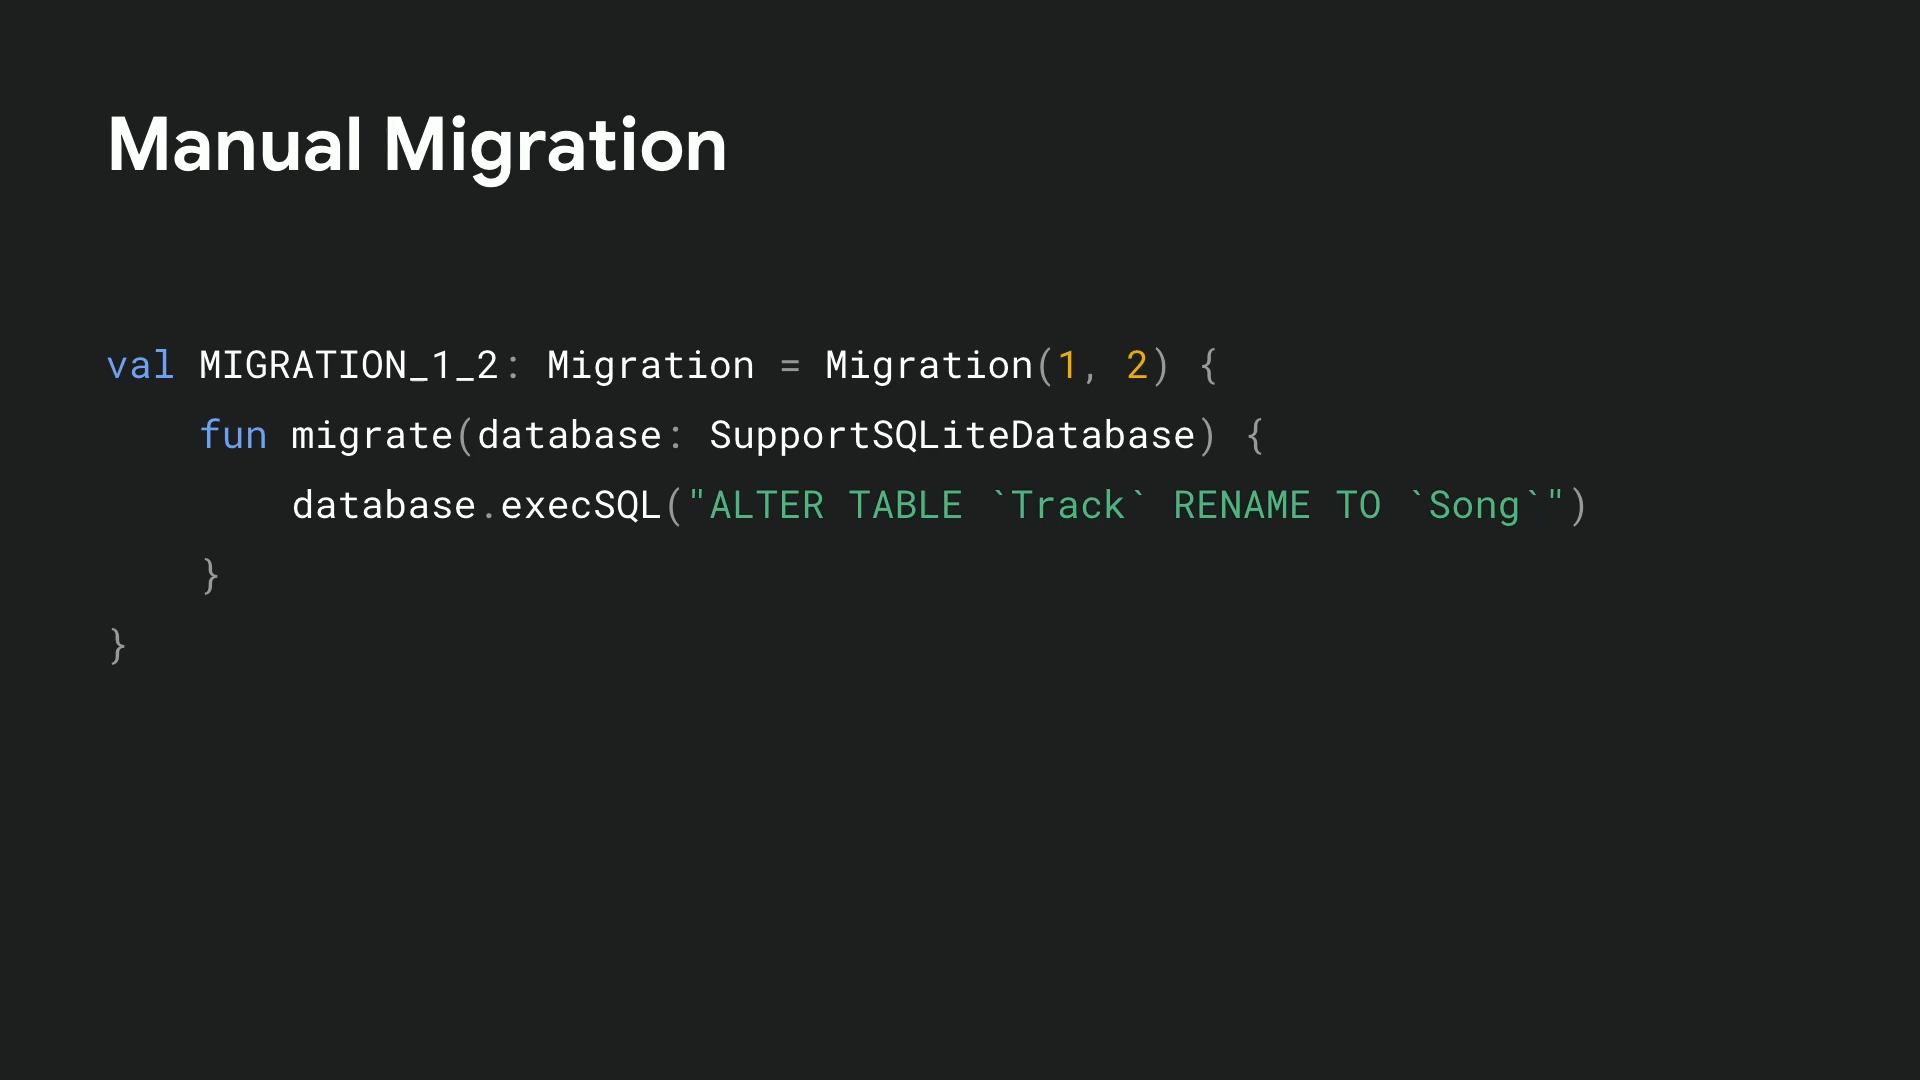 Manual Migration
val MIGRATION_1_2: Migration = Migration(1, 2) {
    fun migrate(database: SupportSQLiteDatabase) {
        database.execSQL("ALTER TABLE `Track` RENAME TO `Song`")
    }
}